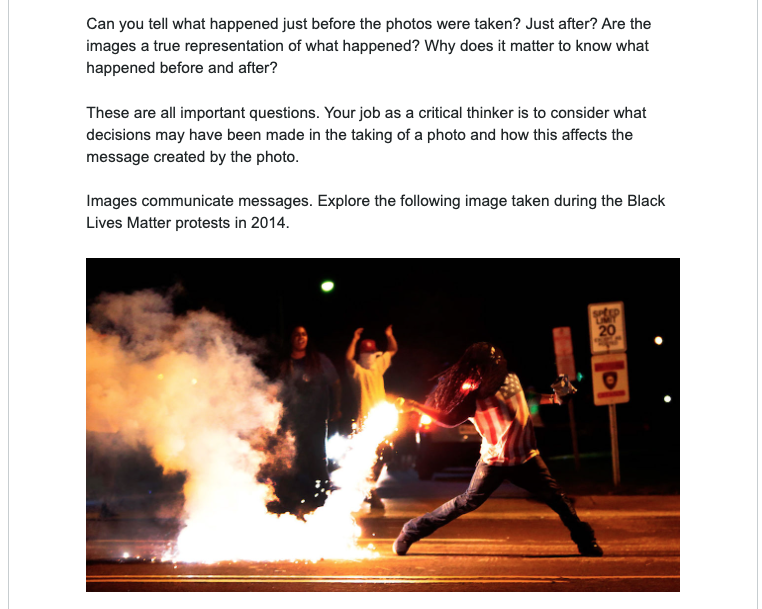 Can you tell what happened just before the photos were taken? Just after? Are the
images a true representation of what happened? Why does it matter to know what
happened before and after?
These are all important questions. Your job as a critical thinker is to consider what
decisions may have been made in the taking of a photo and how this affects the
message created by the photo.
Images communicate messages. Explore the following image taken during the Black
Lives Matter protests in 2014.
SPEED
LIMIT
20